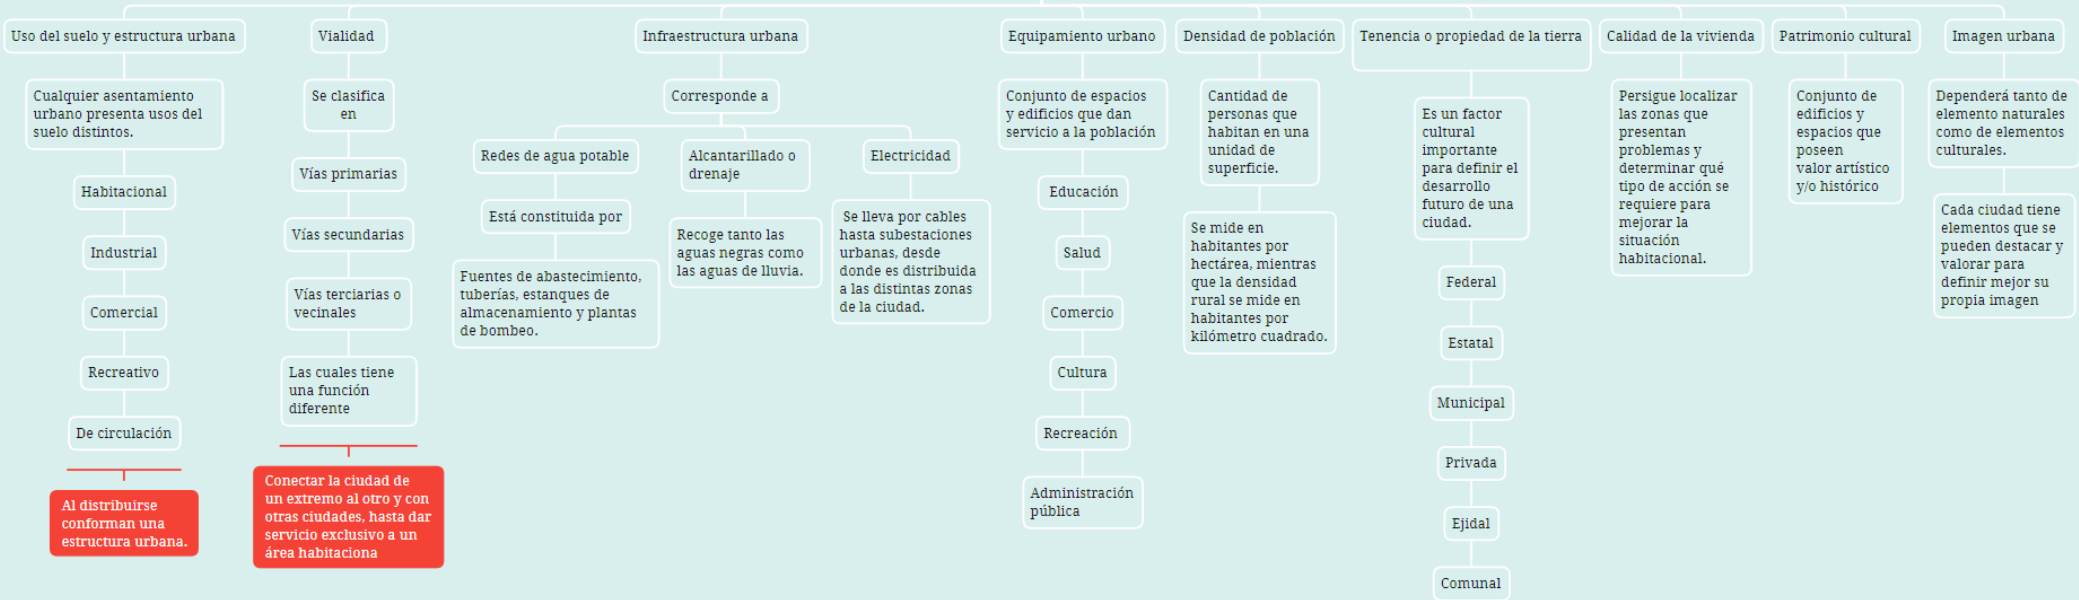 Uso del suelo y estructura urbana
Cualquier asentamiento
urbano presenta usos del
suelo distintos.
Habitacional
Industrial
Comercial
Recreativo
De circulación
Al distribuirse
conforman una
estructura urbana.
Vialidad
Se clasifica
en
Vías primarias
Vías secundarias
Vías terciarias o
vecinales
Las cuales tiene
una función
diferente
Conectar la ciudad de
un extremo al otro y con
otras ciudades, hasta dar
servicio exclusivo a un
área habitaciona
Infraestructura urbana
Corresponde a
Redes de agua potable
Está constituida por
Fuentes de abastecimiento,
tuberías, estanques de
almacenamiento y plantas
de bombeo.
Alcantarillado o
drenaje
Recoge tanto las
aguas negras como
las aguas de lluvia.
Electricidad
Se lleva por cables
hasta subestaciones
urbanas, desde
donde es distribuida
a las distintas zonas
de la ciudad.
Equipamiento urbano
Conjunto de espacios
y edificios que dan
servicio a la población
Educación
Salud
Comercio
Cultura
Recreación
Administración
pública
Densidad de población
Cantidad de
personas que
habitan en una
unidad de
superficie.
Se mide en
habitantes por
hectárea, mientras
que la densidad
rural se mide en
habitantes por
kilómetro cuadrado.
Tenencia o propiedad de la tierra
Es un factor
cultural
importante
para definir el
desarrollo
futuro de una
ciudad.
Federal
Estatal
Municipal
Privada
Ejidal
Comunal
Calidad de la vivienda
Persigue localizar
las zonas que
presentan
problemas y
determinar qué
tipo de acción se
requiere para
mejorar la
situación
habitacional.
Patrimonio cultural
Conjunto de
edificios y
espacios que
poseen
valor artístico
y/o histórico
Imagen urbana
Dependerá tanto de
elemento naturales
como de elementos
culturales.
Cada ciudad tiene
elementos que se
pueden destacar y
valorar para
definir mejor su
propia imagen